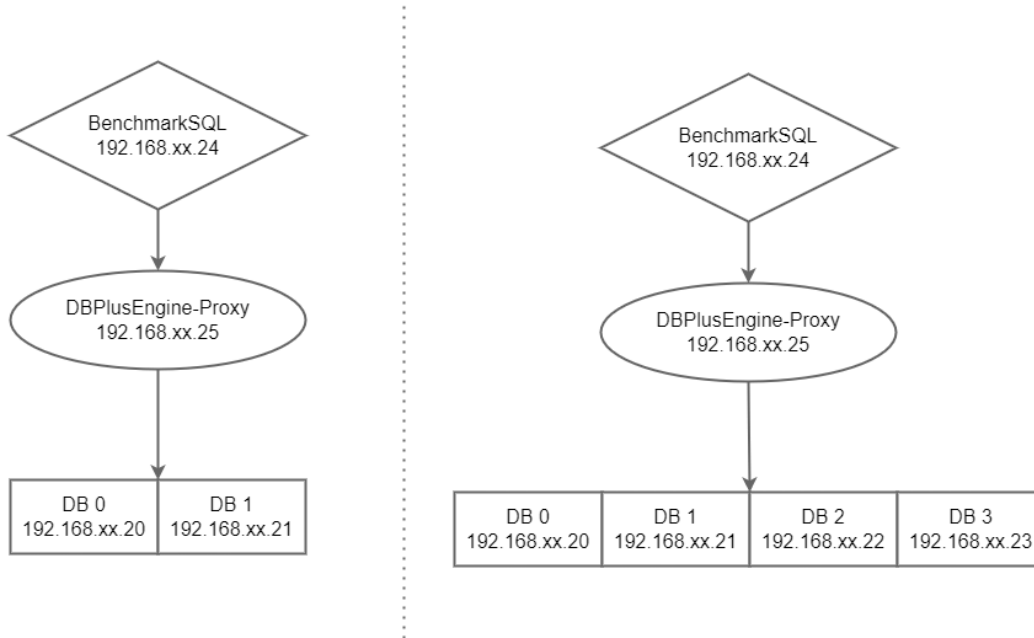 BenchmarkSQL
192.168.xx.24
DBPlusEngine-Proxy
192.168.xx.25
DB 0
192.168.xx.20
DB 1
192.168.xx.21
BenchmarkSQL
192.168.xx.24
DBPlusEngine-Proxy
192.168.xx.25
DB 0
192.168.xx.20
DB 1
192.168.xx.21
DB 2
192.168.xx.22
DB 3
192.168.xx.23